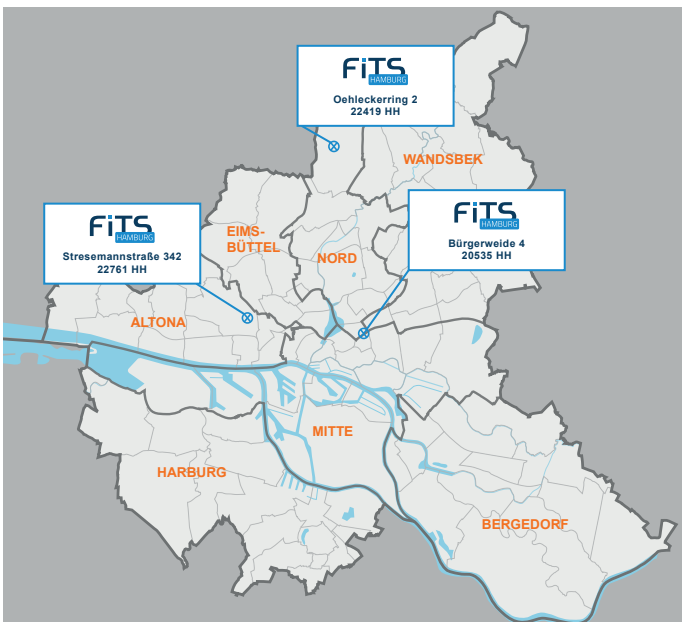 FiTS
HAMBURG
Oehleckerring 2
22419 HH
WANDSBEK
FiTS
HAMBURG
Stresemannstraße 342
22761 HH
EIMS-
BÜTTEL
NORD
FiTS
HAMBURG
Bürgerweide 4
20535 HH
ALTONA
MITTE
HARBURG
BERGEDORF